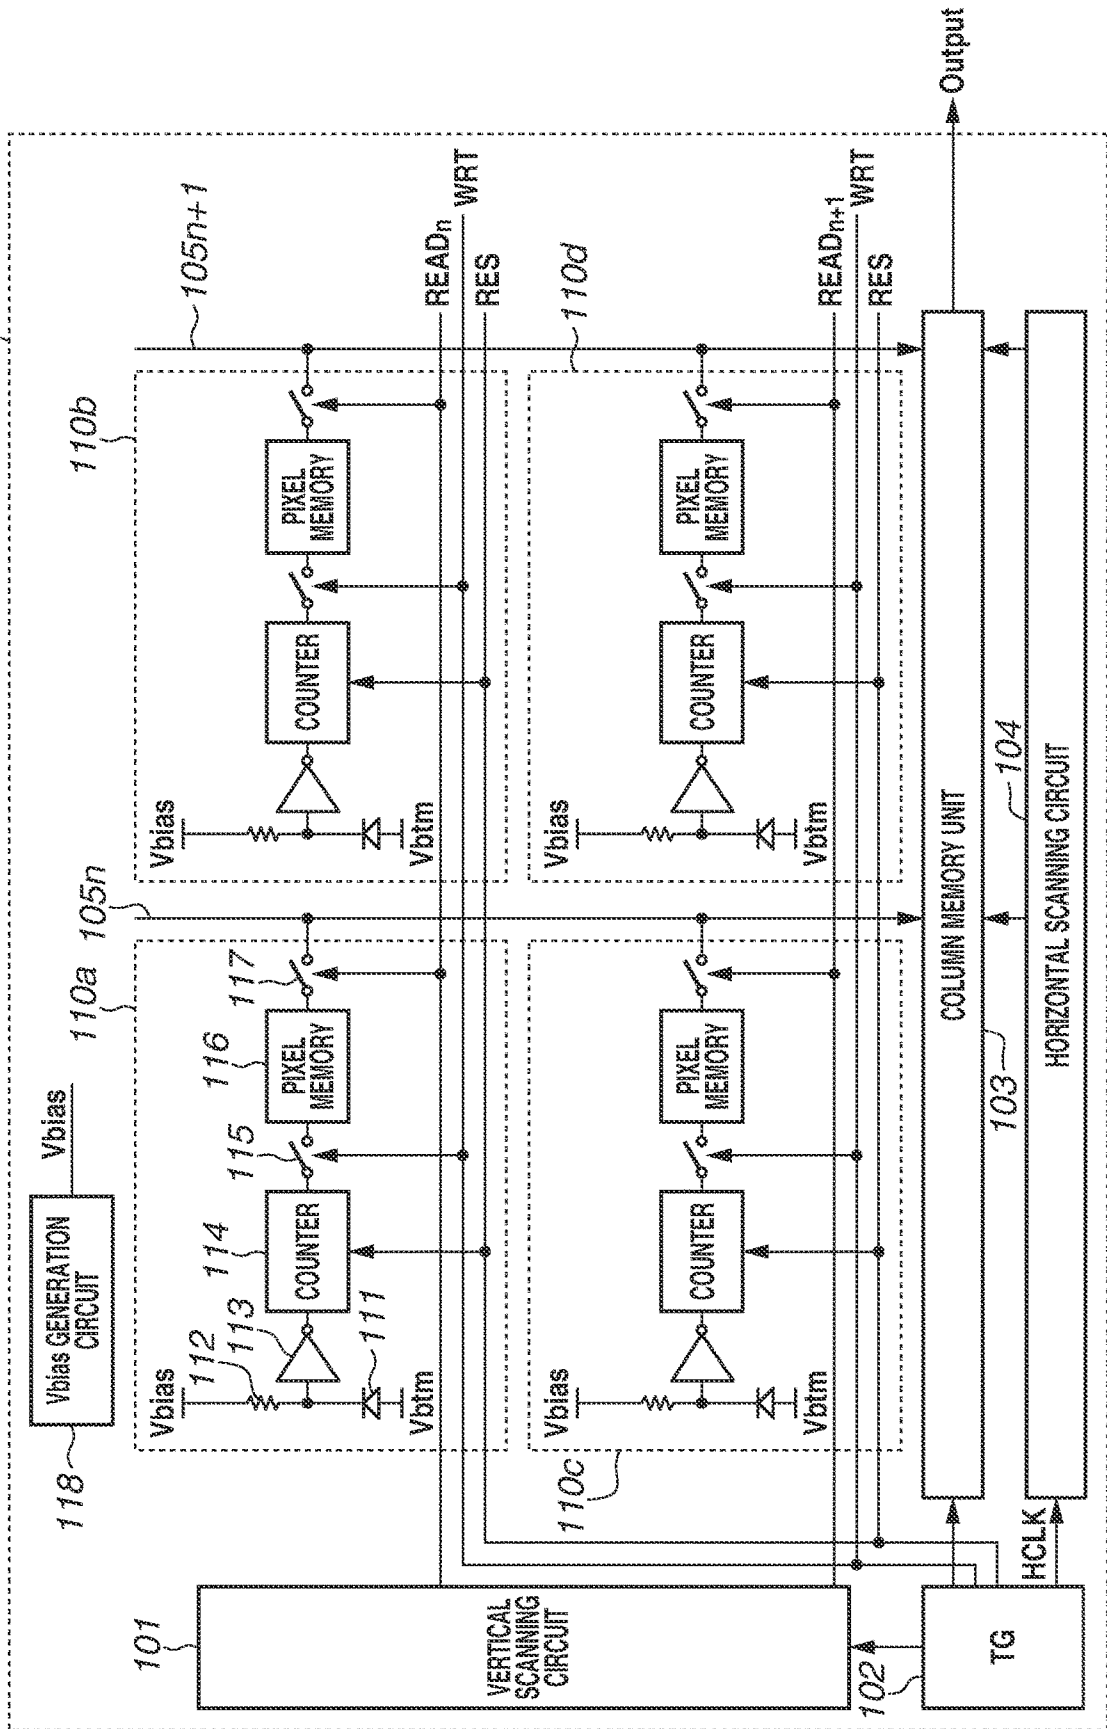 118
Vbias GENERATION
CIRCUIT
Vbias
110a
105n
110b
105n+1
101
VERTICAL
SCANNING
CIRCUIT
Vbias
112
113
114
COUNTER
115
116
PIXEL
MEMORY
117
111
Vbtm
Vbias
COUNTER
PIXEL
MEMORY
Vbtm
READn
WRT
RES
110c
110d
Vbias
COUNTER
PIXEL
MEMORY
Vbtm
Vbias
COUNTER
PIXEL
MEMORY
Vbtm
READn+1
WRT
RES
102
TG
HCLK
COLUMN MEMORY UNIT
Output
103
104
HORIZONTAL SCANNING CIRCUIT